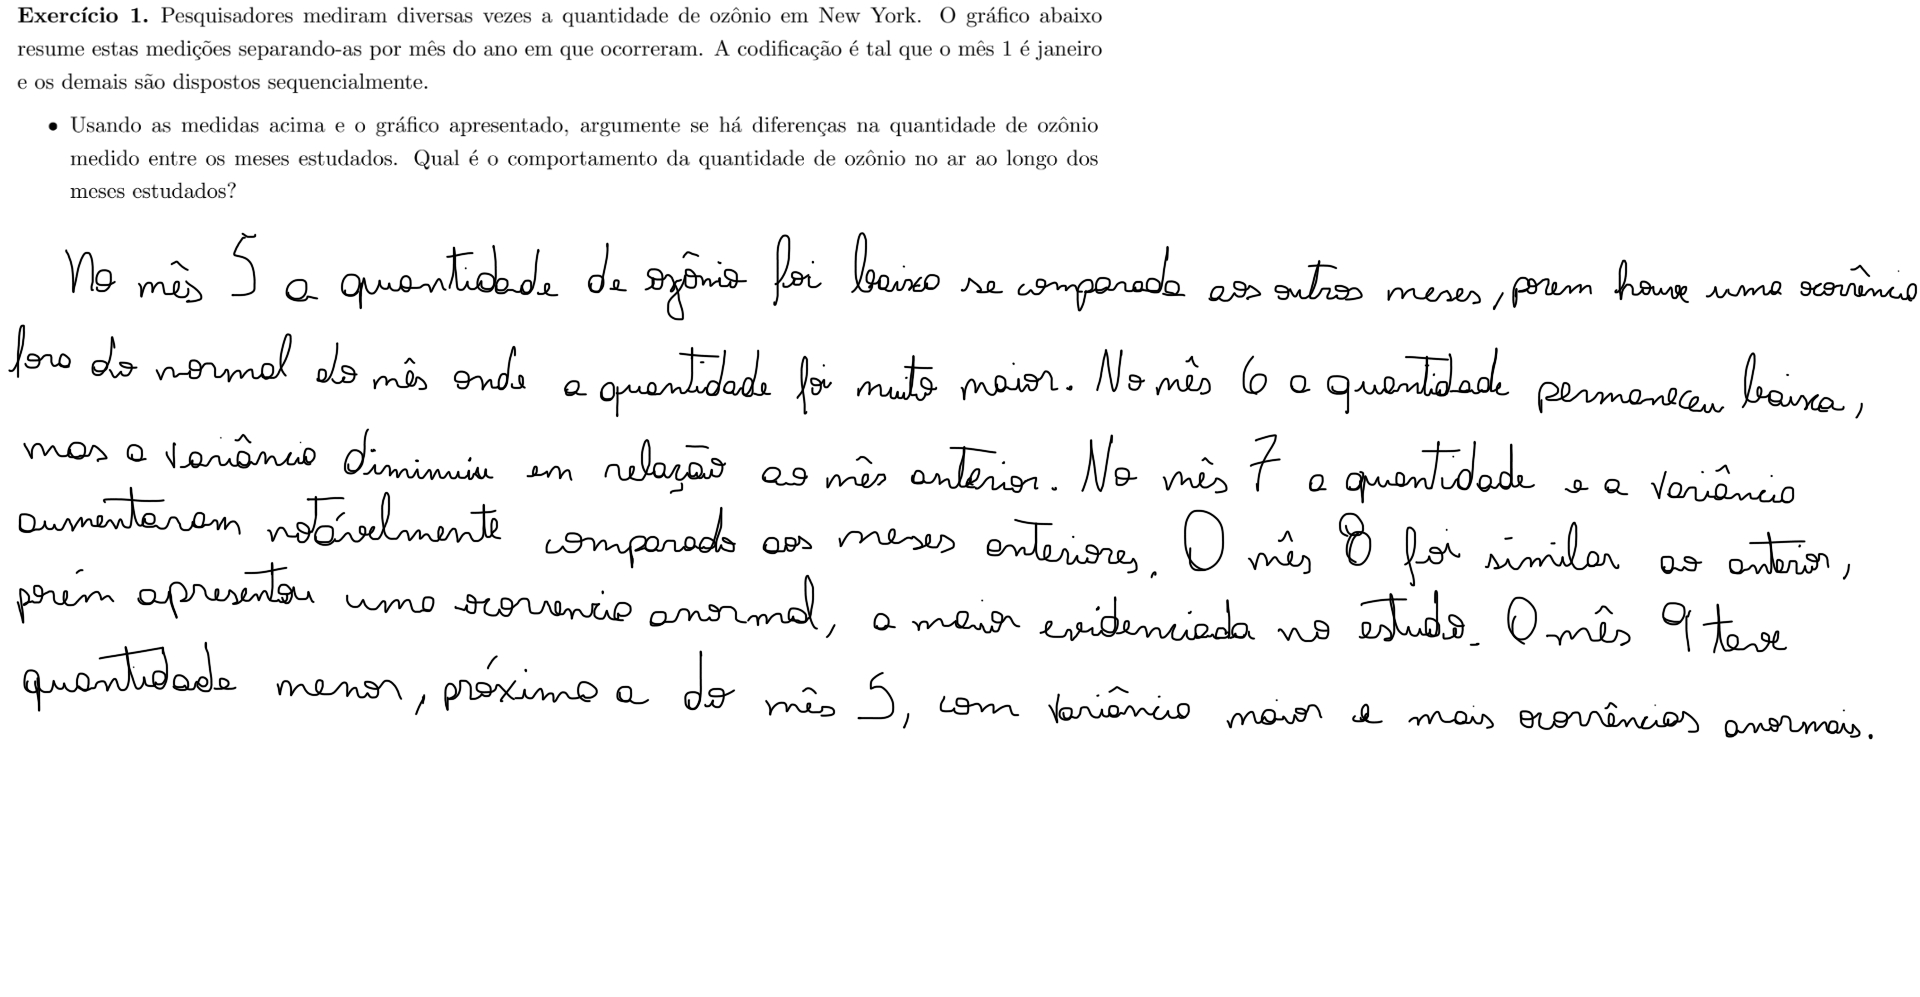 Exercício 1. Pesquisadores mediram diversas vezes a quantidade de ozônio em New York. O gráfico abaixo
resume estas medições separando-as por mês do ano em que ocorreram. A codificação é tal que o mês 1 é janeiro
e os demais são dispostos sequencialmente.
• Usando as medidas acima e o gráfico apresentado, argumente se há diferenças na quantidade de ozônio
medido entre os meses estudados. Qual é o comportamento da quantidade de ozônio no ar ao longo dos
meses estudados?
No mês 5 a quantidade de ozônio foi baixa se comparada aos outros meses, porem houve uma ocorrência
fora do normal do mês onde a quantidade foi muito maior. No mês 6 a quantidade permaneceu baixa,
mas a variância diminuiu em relação ao mês anterior. No mês 7 a quantidade e a variância
aumentaram notávelmente comparado aos meses anteriores. O mês 8 foi similar ao anterior,
porém apresentou uma ocorrencia anormal, a maior evidenciada no estudo. O mês 9 teve
quantidade menor, próximo a do mês 5, com variância maior e mais ocorrências anormais.